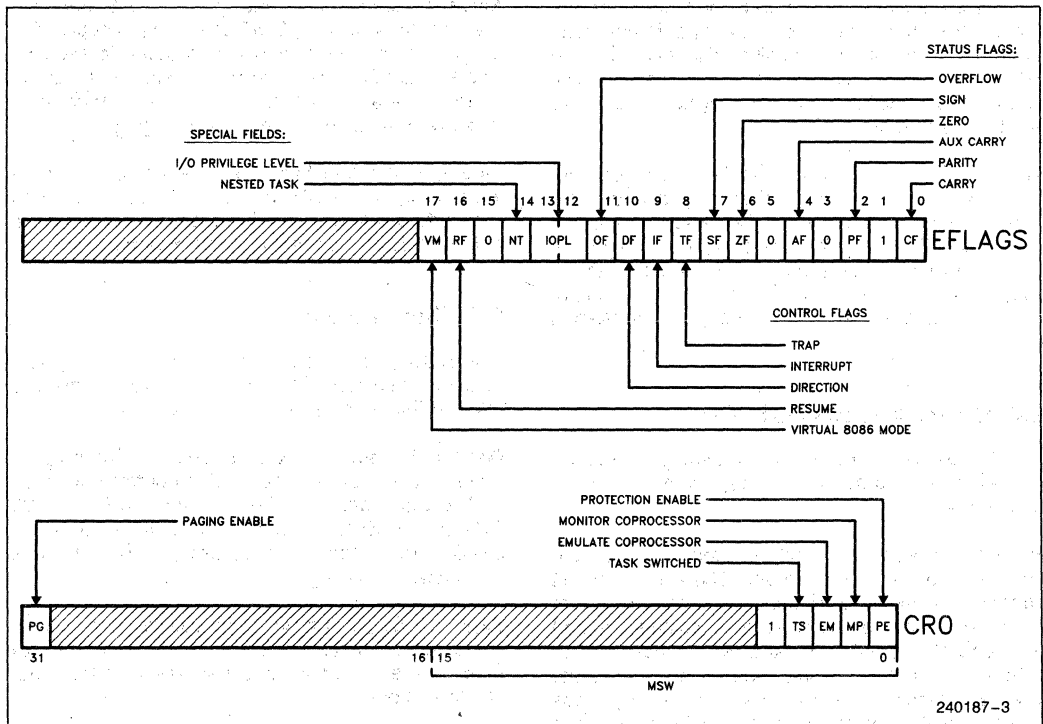 STATUS FLAGS:
OVERFLOW
SIGN
ZERO
AUX CARRY
PARITY
CARRY
SPECIAL FIELDS:
I/O PRIVILEGE LEVEL
NESTED TASK
17 16 15 14 13 12 11 10 9 8 7 6 5 4 3 2 1 0
VM RF 0 NT IOPL OF DF IF TF SF ZF 0 AF 0 PF 1 CF EFLAGS
CONTROL FLAGS
TRAP
INTERRUPT
DIRECTION
RESUME
VIRTUAL 8086 MODE
PROTECTION ENABLE
PAGING ENABLE
MONITOR COPROCESSOR
EMULATE COPROCESSOR
TASK SWITCHED
PG 1 TS EM MP PE CR0
31 16 15 0
MSW
240187-3